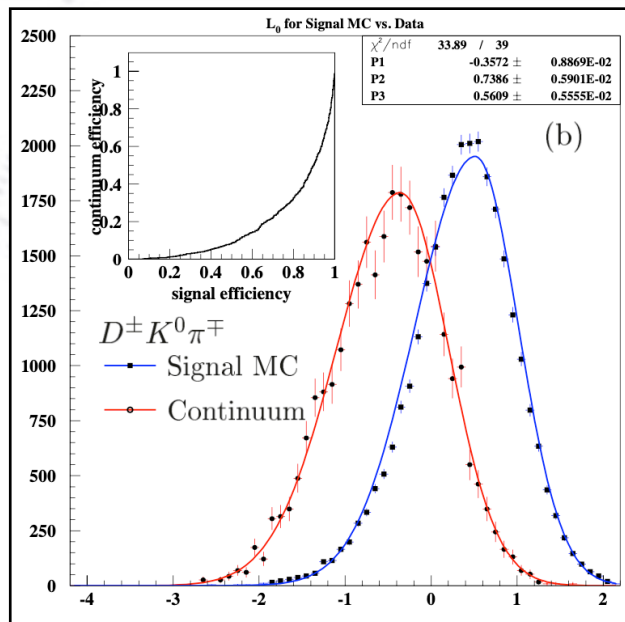 L₀ for Signal MC vs. Data
χ²/ndf 33.89 / 39
P1 -0.3572 ± 0.8869E-02
P2 0.7386 ± 0.5901E-02
P3 0.5609 ± 0.5555E-02
(b)
2500
2250
2000
1750
1500
1250
1000
750
500
250
0
continuum efficiency
1
0.8
0.6
0.4
0.2
0
0 0.2 0.4 0.6 0.8 1
signal efficiency
D±K⁰π∓
Signal MC
Continuum
-4 -3 -2 -1 0 1 2